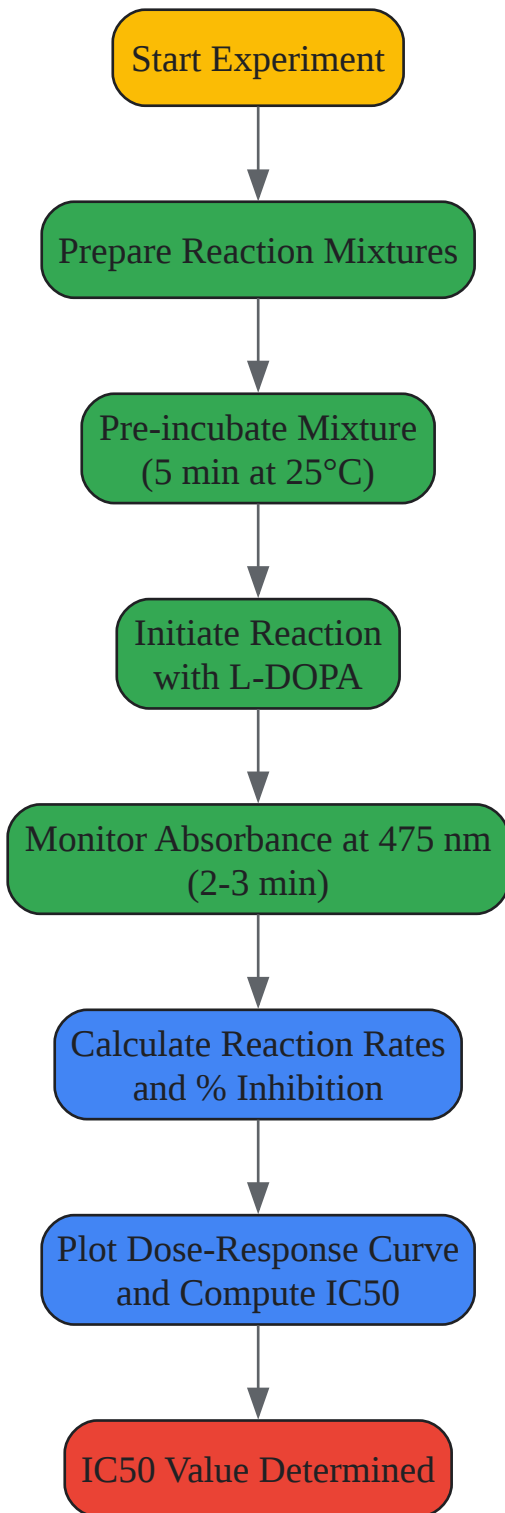 Start Experiment
Prepare Reaction Mixtures
Pre-incubate Mixture
(5 min at 25°C)
Initiate Reaction
with L-DOPA
Monitor Absorbance at 475 nm
(2-3 min)
Calculate Reaction Rates
and % Inhibition
Plot Dose-Response Curve
and Compute IC50
IC50 Value Determined